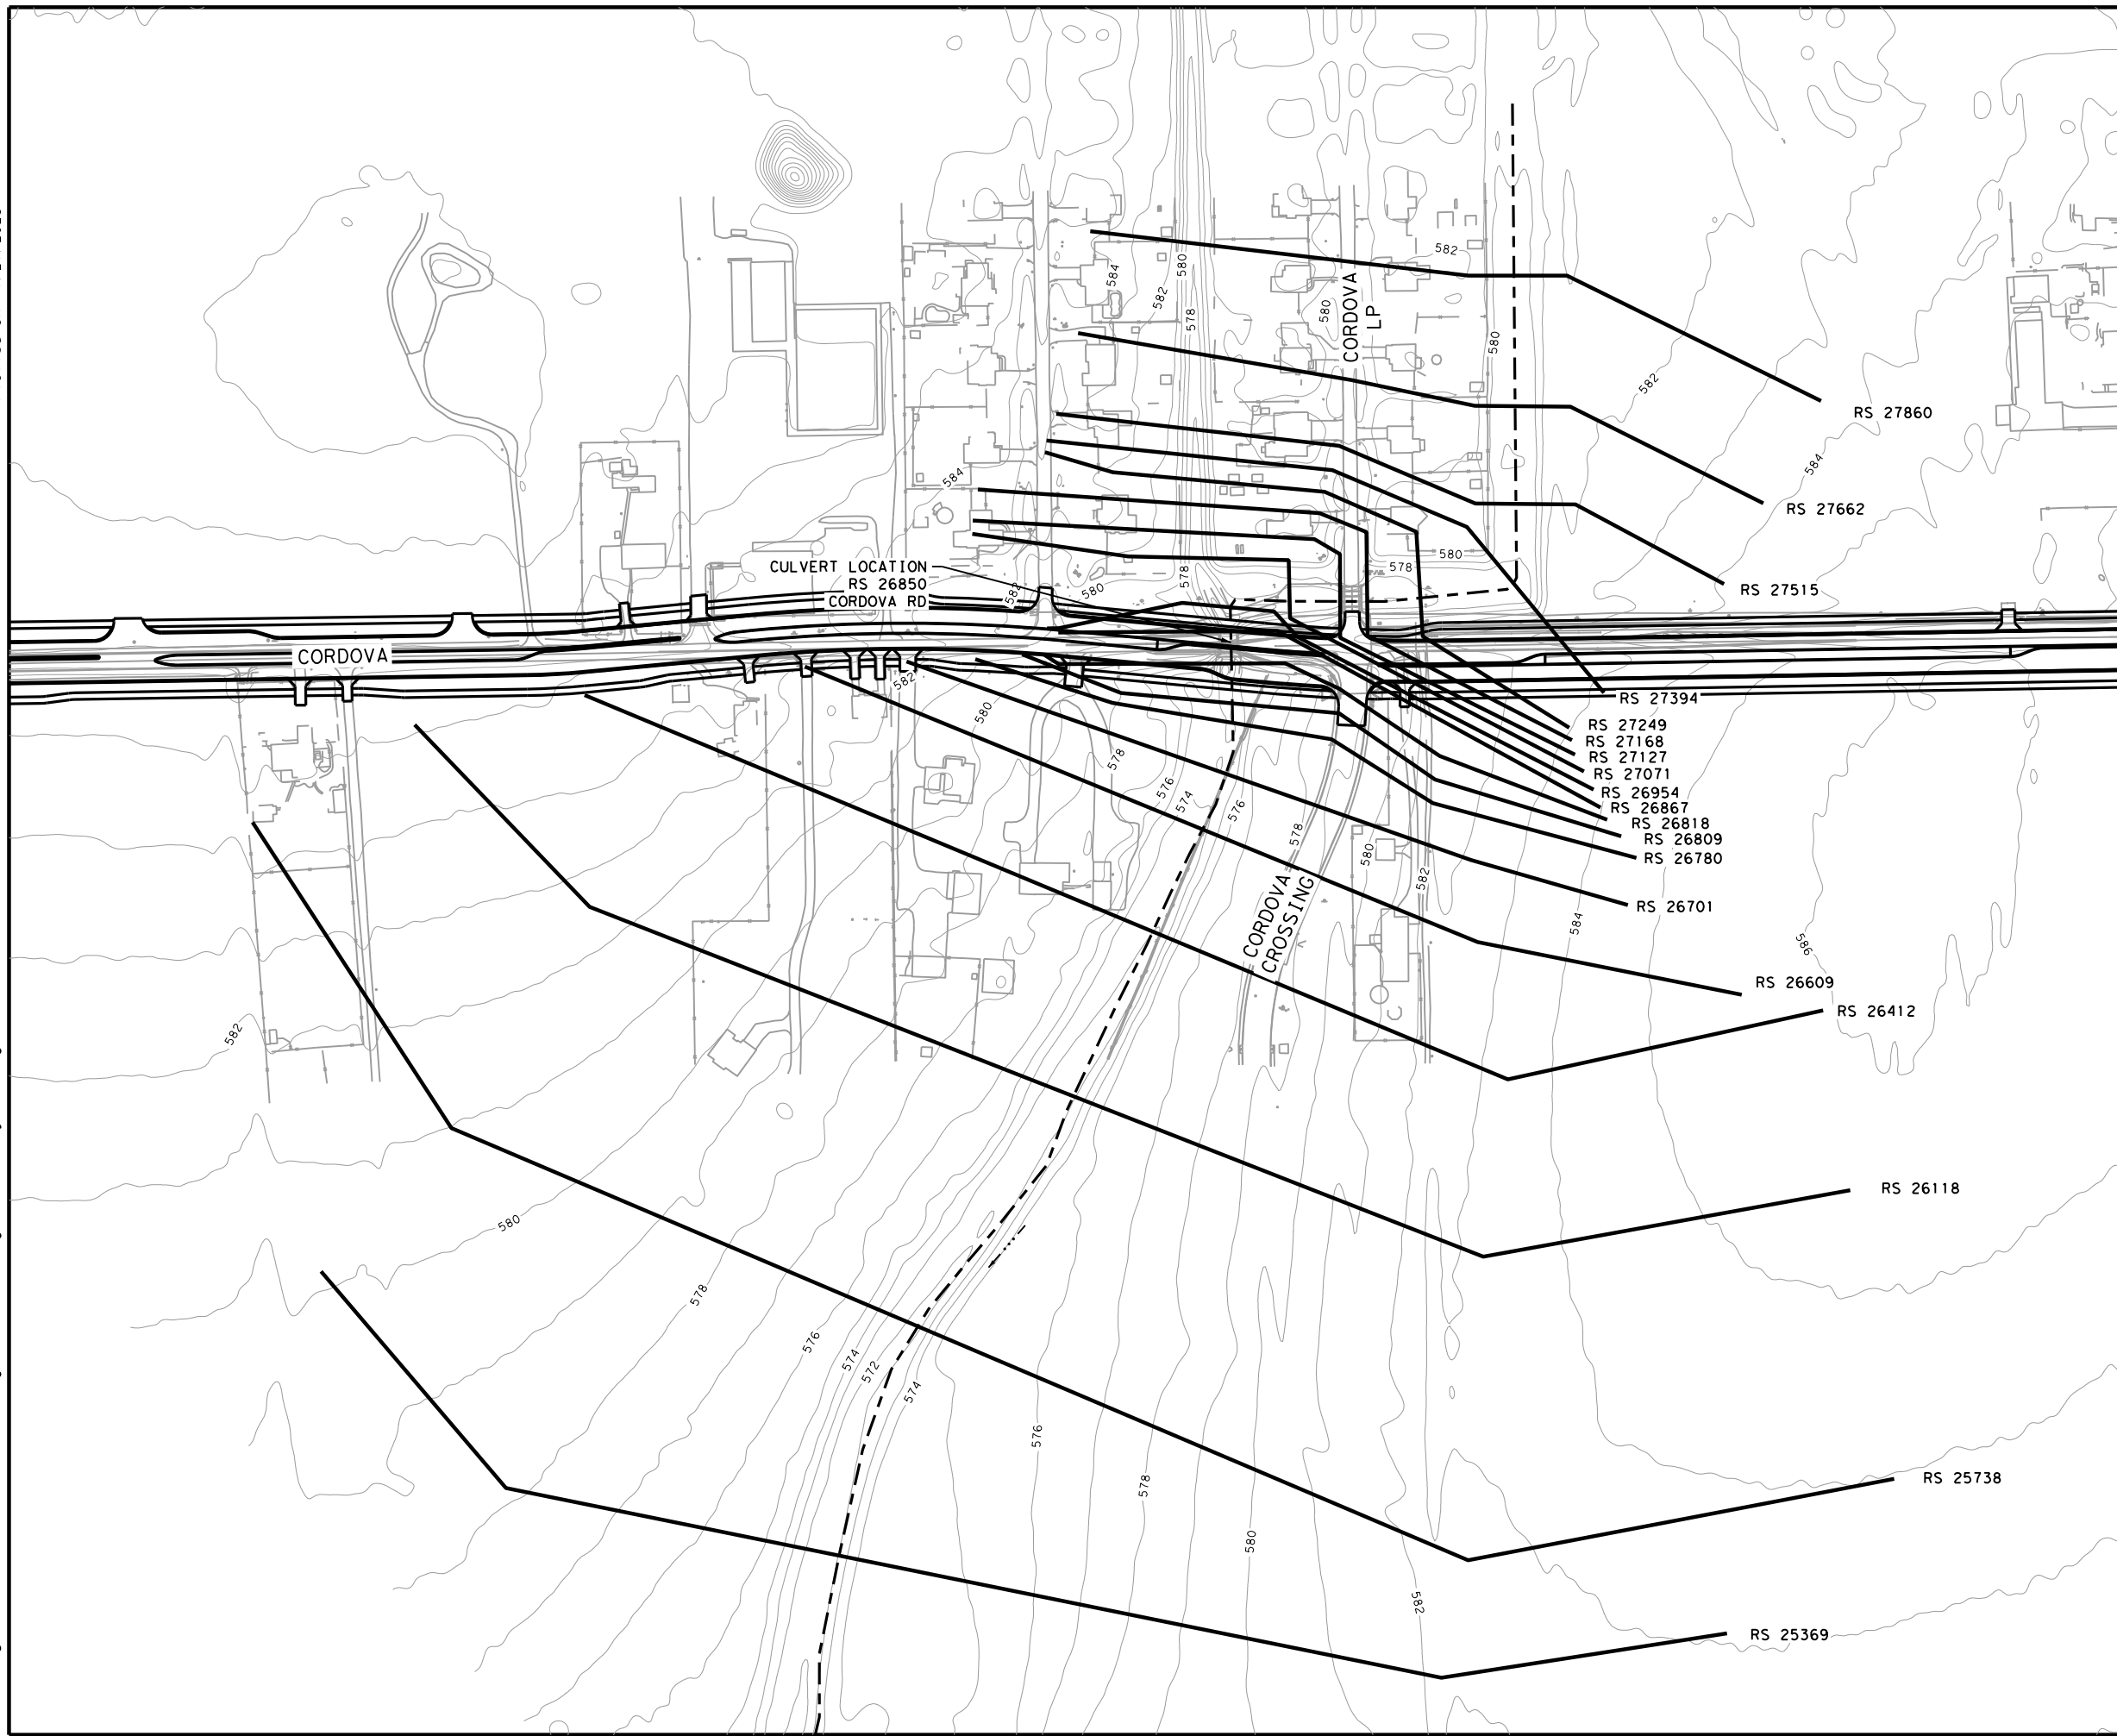 582
580
584
582
578
580
CORDOVA
LP
580
582
RS 27860
584
584
RS 27662
580
578
578
CULVERT LOCATION
RS 26850
CORDOVA RD
582
580
RS 27515
CORDOVA
582
RS 27394
580
RS 27249
RS 27168
RS 27127
RS 27071
RS 26954
RS 26867
RS 26818
RS 26809
RS 26780
578
576
574
576
578
580
582
RS 26701
CORDOVA
CROSSING
584
586
RS 26609
RS 26412
582
RS 26118
580
578
576
574
572
574
576
578
RS 25738
580
582
RS 25369